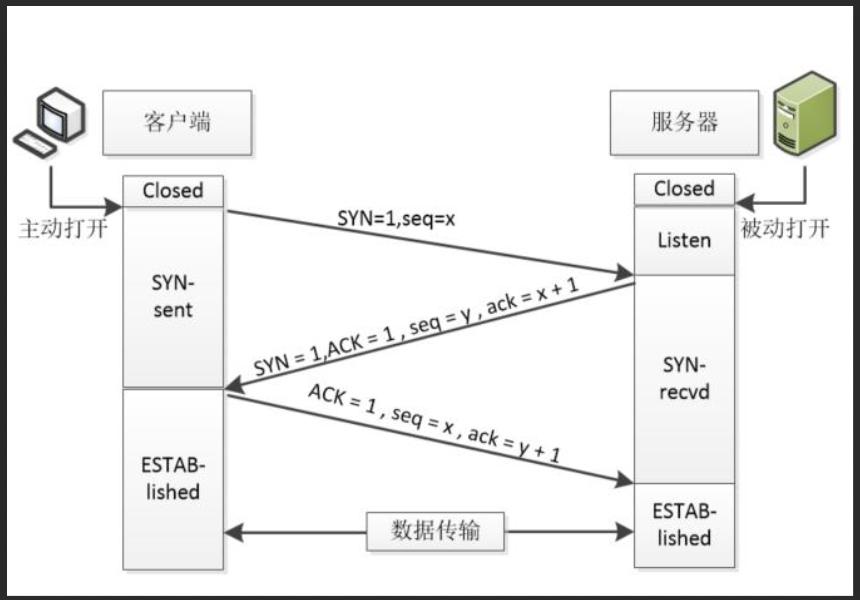 客户端
服务器
Closed
Closed
主动打开
被动打开
SYN=1,seq=x
Listen
SYN-
sent
SYN = 1,ACK = 1 , seq = y , ack = x + 1
SYN-
recvd
ACK = 1 , seq = x , ack = y + 1
ESTAB-
lished
数据传输
ESTAB-
lished